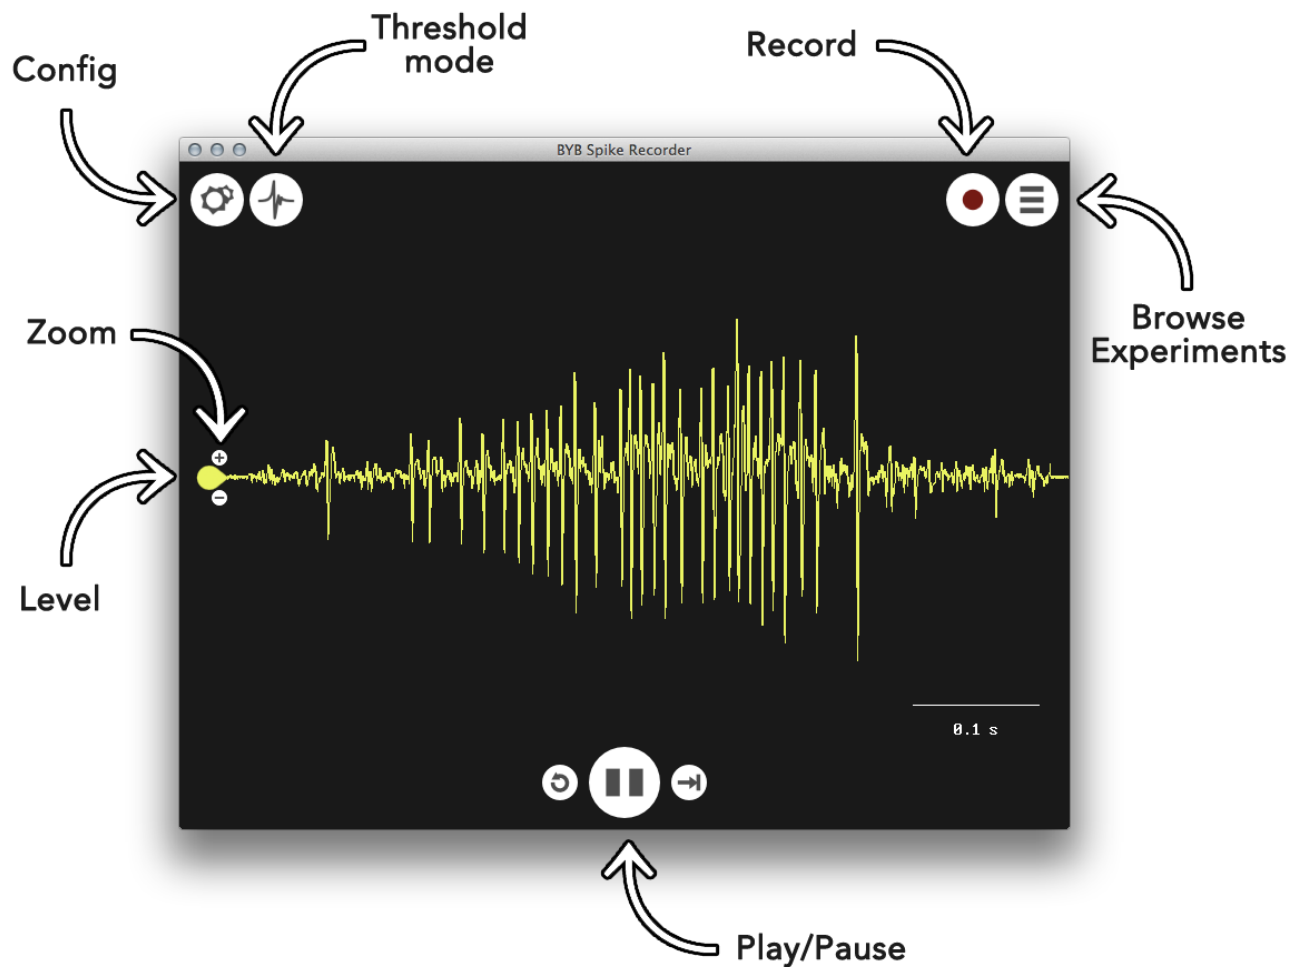 Threshold
mode
Record
Config
BYB Spike Recorder
Zoom
Browse
Experiments
Level
0.1 s
Play/Pause